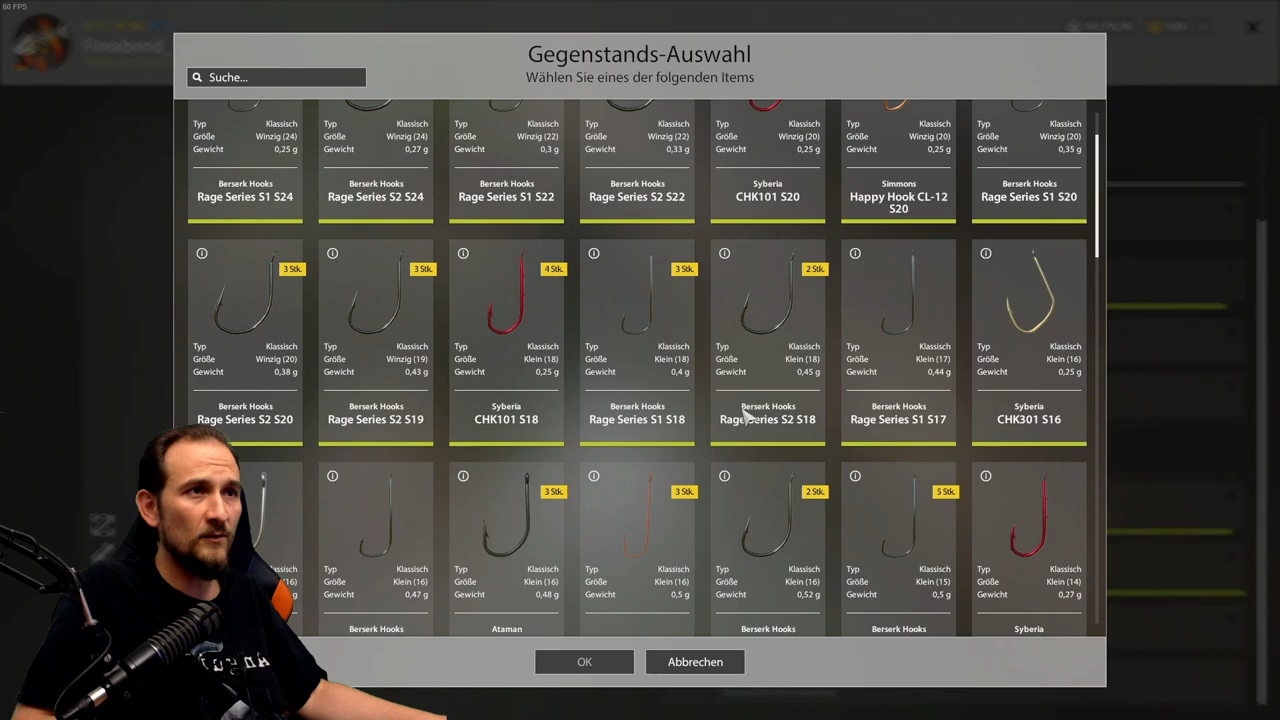 60 FPS
Gegenstands-Auswahl
Suche...
Wählen Sie eines der folgenden Items
Typ Klassisch Typ Klassisch Typ Klassisch Typ Klassisch Typ Klassisch Typ Klassisch Typ Klassisch
Größe Winzig (24) Größe Winzig (24) Größe Winzig (22) Größe Winzig (22) Größe Winzig (20) Größe Winzig (20) Größe Winzig (20)
Gewicht 0,25 g Gewicht 0,27 g Gewicht 0,3 g Gewicht 0,33 g Gewicht 0,25 g Gewicht 0,25 g Gewicht 0,35 g
Berserk Hooks Berserk Hooks Berserk Hooks Berserk Hooks Syberia Simmons Berserk Hooks
Rage Series S1 S24 Rage Series S2 S24 Rage Series S1 S22 Rage Series S2 S22 CHK101 S20 Happy Hook CL-12 Rage Series S1 S20
S20
3 Stk. 3 Stk. 4 Stk. 3 Stk. 2 Stk.
Typ Klassisch Typ Klassisch Typ Klassisch Typ Klassisch Typ Klassisch Typ Klassisch Typ Klassisch
Größe Winzig (20) Größe Winzig (19) Größe Klein (18) Größe Klein (18) Größe Klein (18) Größe Klein (17) Größe Klein (16)
Gewicht 0,38 g Gewicht 0,43 g Gewicht 0,25 g Gewicht 0,4 g Gewicht 0,45 g Gewicht 0,44 g Gewicht 0,25 g
Berserk Hooks Berserk Hooks Syberia Berserk Hooks Berserk Hooks Berserk Hooks Syberia
Rage Series S2 S20 Rage Series S2 S19 CHK101 S18 Rage Series S1 S18 Rage Series S2 S18 Rage Series S1 S17 CHK301 S16
3 Stk. 3 Stk. 2 Stk. 5 Stk.
Klassisch Typ Klassisch Typ Klassisch Typ Klassisch Typ Klassisch Typ Klassisch Typ Klassisch
(16) Größe Klein (16) Größe Klein (16) Größe Klein (16) Größe Klein (16) Größe Klein (15) Größe Klein (14)
g Gewicht 0,47 g Gewicht 0,48 g Gewicht 0,5 g Gewicht 0,52 g Gewicht 0,5 g Gewicht 0,27 g
Berserk Hooks Ataman Berserk Hooks Berserk Hooks Syberia
OK Abbrechen